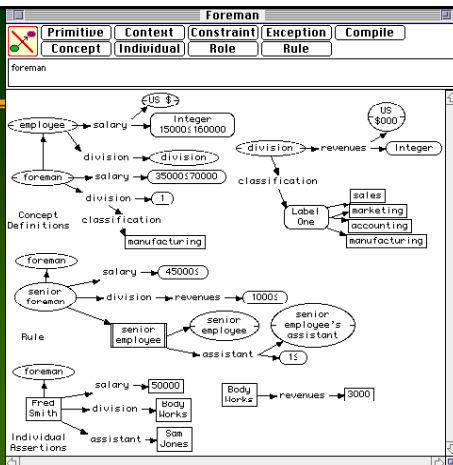 Foreman
Primitive Context Constraint Exception Compile
Concept Individual Role Rule
foreman
US $
employee salary Integer
15000≤160000
division division
foreman salary 35000≤70000
division 1
classification
manufacturing
Concept
Definitions
US
$000
division revenues Integer
classification
Label
One
sales
marketing
accounting
manufacturing
foreman
salary 45000≤
senior
foreman
division revenues 1000≤
senior
employee
senior
employee
senior
employee's
assistant
assistant 1≤
Rule
foreman
salary 50000
Fred
Smith
division Body
Works
assistant Sam
Jones
Body
Works
revenues 3000
Individual
Assertions